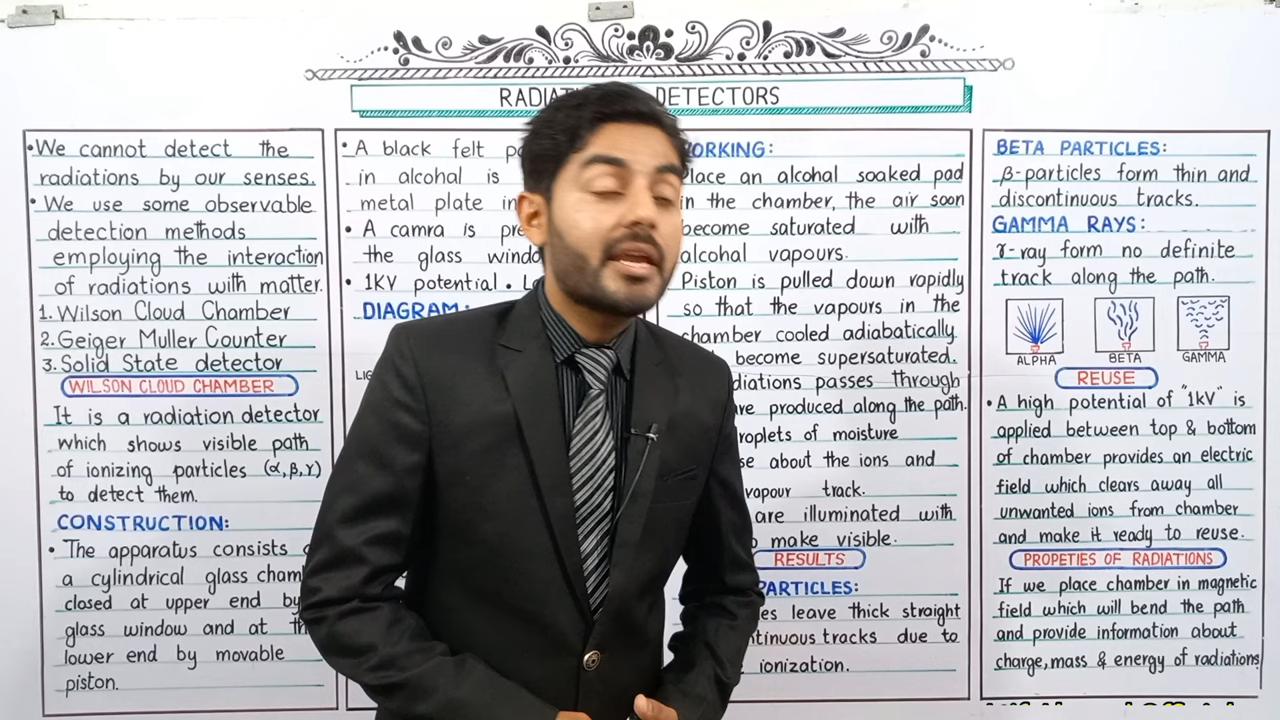 DETECTORS
•We cannot detect the
radiations by our senses.
• We use some observable
detection methods
employing the interaction
of radiations with matter.
1. Wilson Cloud Chamber
2. Geiger Muller Counter
3. Solid State detector
WILSON CLOUD CHAMBER
It is a radiation detector
which shows visible path
of ionizing particles (α,β,γ)
to detect them.
CONSTRUCTION:
• The apparatus consists
a cylindrical glass
closed at upper end by
glass window and at
lower end by movable
piston.
• A black felt
in alcohol is
metal plate in
• A camra is
the glass
• 1KV potential •
DIAGRAM:
WORKING:
Place an alcohol soaked pad
in the chamber, the air soon
become saturated with
alcohal vapours.
Piston is pulled down ropidly
so that the vapours in the
chamber cooled adiabatically
become supersaturated.
passes through
are produced along the path.
droplets of moisture
about the ions and
vapour track.
are illuminated with
make visible.
RESULTS
PARTICLES:
leave thick straight
tracks due to
ionization.
BETA PARTICLES:
β-particles form thin and
discontinuous tracks.
GAMMA RAYS:
γ-ray form no definite
track along the path.
ALPHA
BETA
GAMMA
REUSE
• A high potential of "1kV" is
applied between top & bottom
of chamber provides an electric
field which clears away all
unwanted ions from chamber
and make it ready to reuse.
PROPETIES OF RADIATIONS
If we place chamber in magnetic
field which will bend the path
and provide information about
charge, mass & energy of radiations